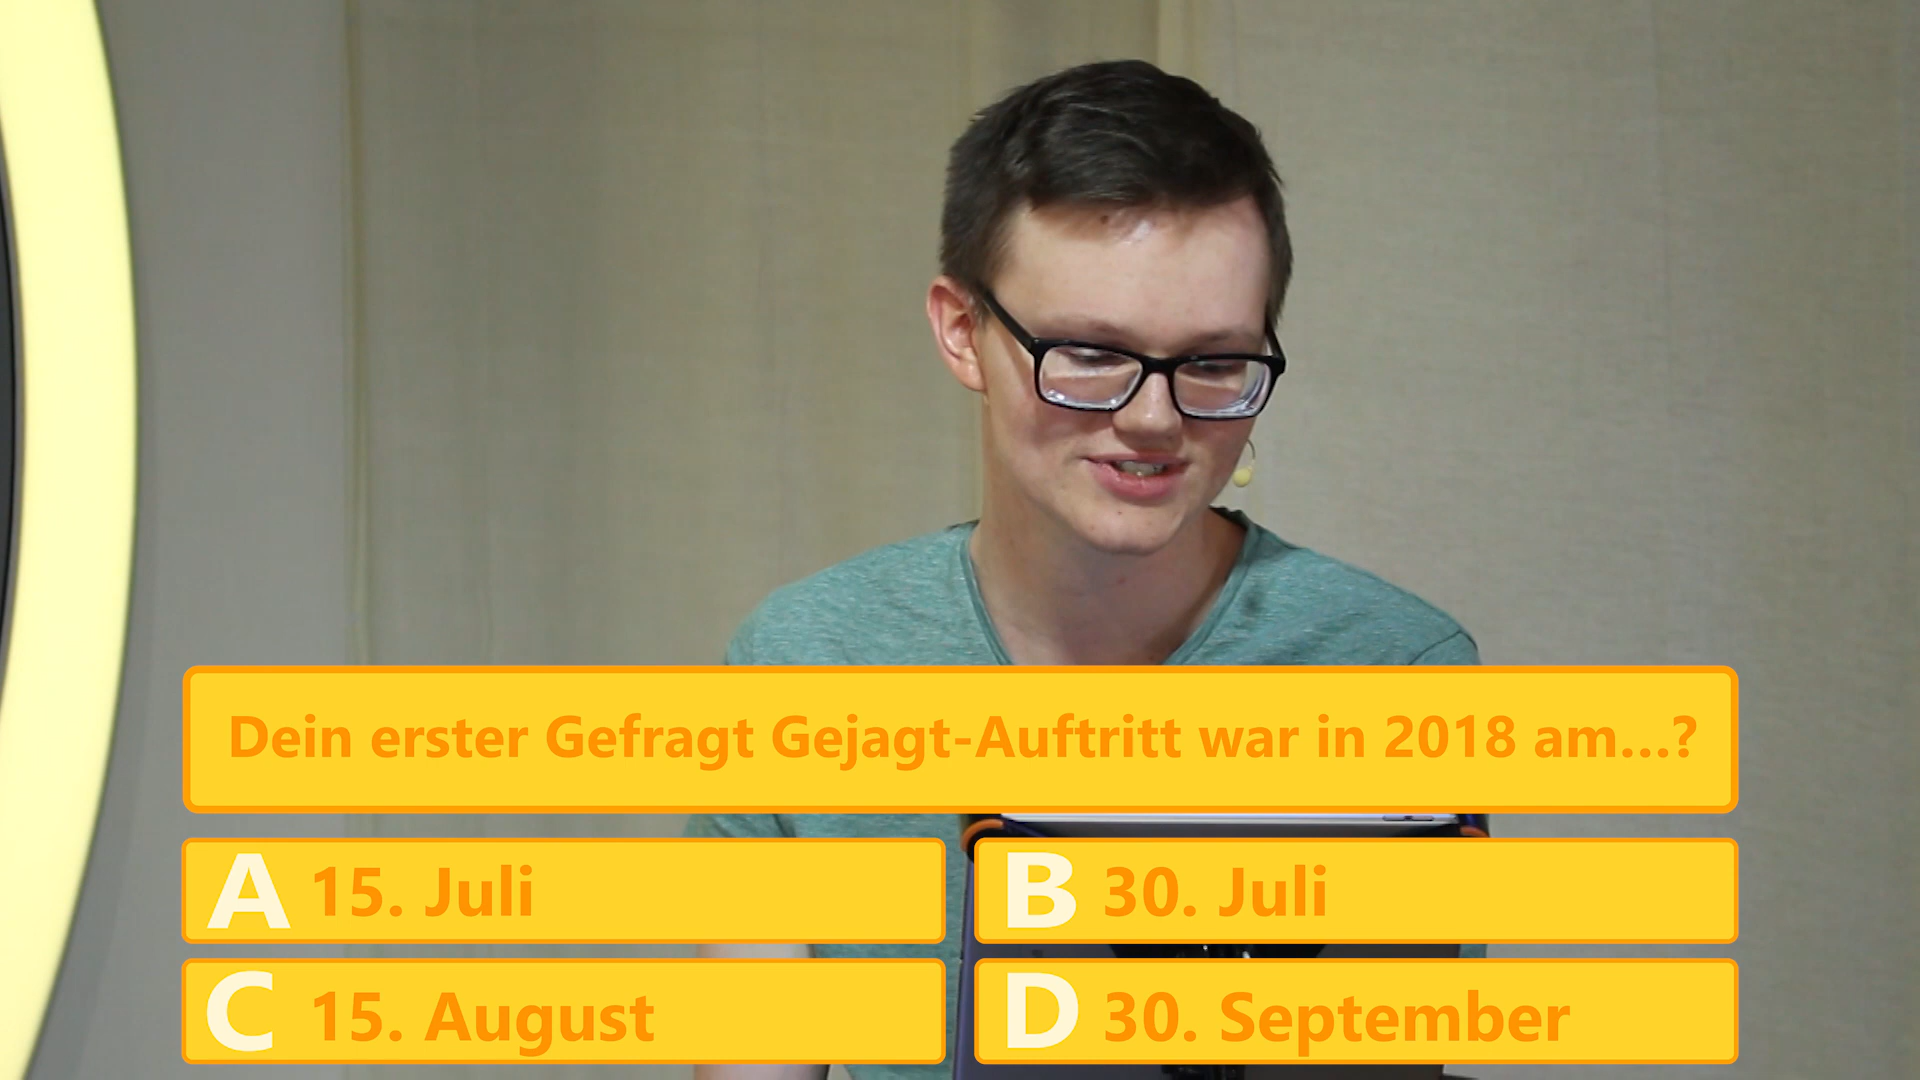 Dein erster Gefragt Gejagt-Auftritt war in 2018 am...?
A 15. Juli
B 30. Juli
C 15. August
D 30. September